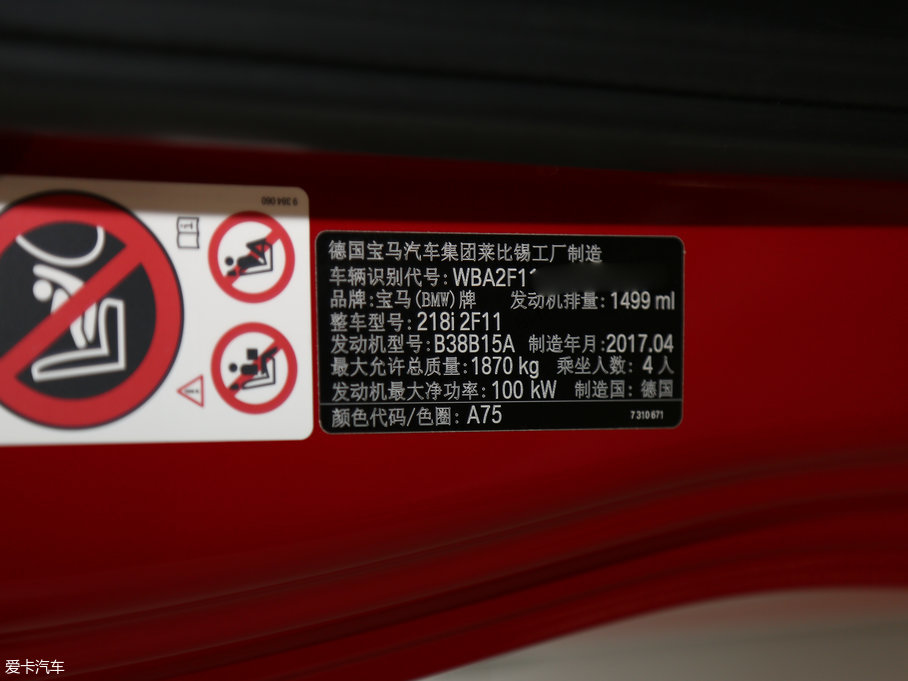 9 384 060
德国宝马汽车集团莱比锡工厂制造
车辆识别代号: WBA2F11
品牌: 宝马(BMW)牌 发动机排量: 1499 ml
整车型号: 218i 2F11
发动机型号: B38B15A 制造年月: 2017.04
最大允许总质量: 1870 kg 乘坐人数: 4 人
发动机最大净功率: 100 kW 制造国: 德国
颜色代码/色圈: A75 7 310 671
爱卡汽车